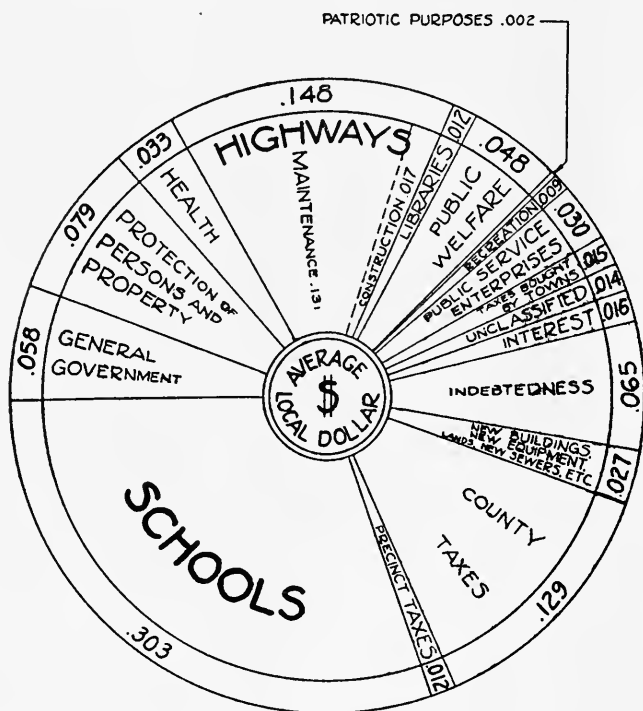 PATRIOTIC PURPOSES .002
.148
HIGHWAYS
MAINTENANCE .131
CONSTRUCTION .017
LIBRARIES
.012
PUBLIC
WELFARE
.048
RECREATION
.009
PUBLIC SERVICE
ENTERPRISES
.030
TAXES BOUGHT
BY TOWNS
.015
UNCLASSIFIED
.014
INTEREST
.016
INDEBTEDNESS
.065
NEW BUILDINGS,
NEW EQUIPMENT,
LANDS, NEW SEWERS, ETC
.027
COUNTY
TAXES
.129
PRECINCT TAXES
.012
SCHOOLS
.303
GENERAL
GOVERNMENT
.058
PROTECTION OF
PERSONS AND
PROPERTY
.079
HEALTH
.033
AVERAGE
$
LOCAL DOLLAR